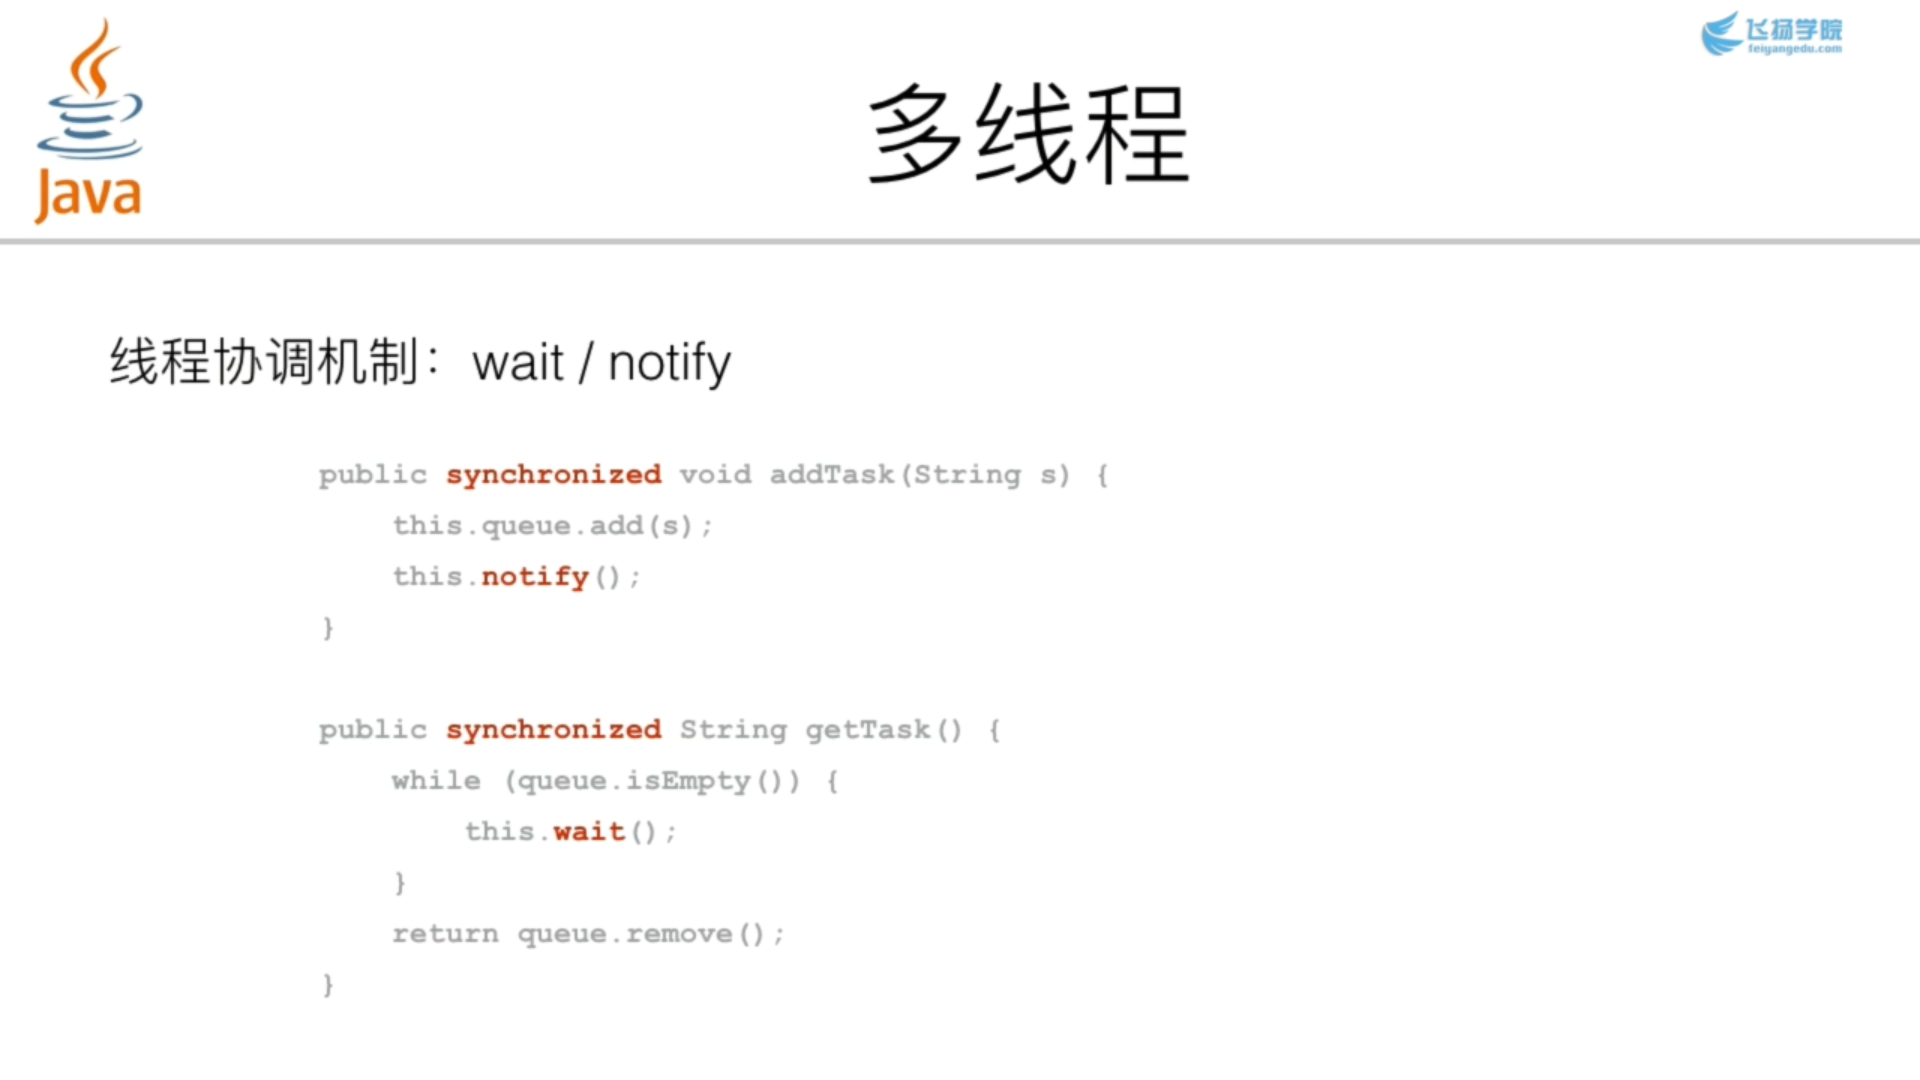 Java
飞扬学院
feiyangedu.com
多线程
线程协调机制：wait / notify
public synchronized void addTask(String s) {
this.queue.add(s);
this.notify();
}
public synchronized String getTask() {
while (queue.isEmpty()) {
this.wait();
}
return queue.remove();
}